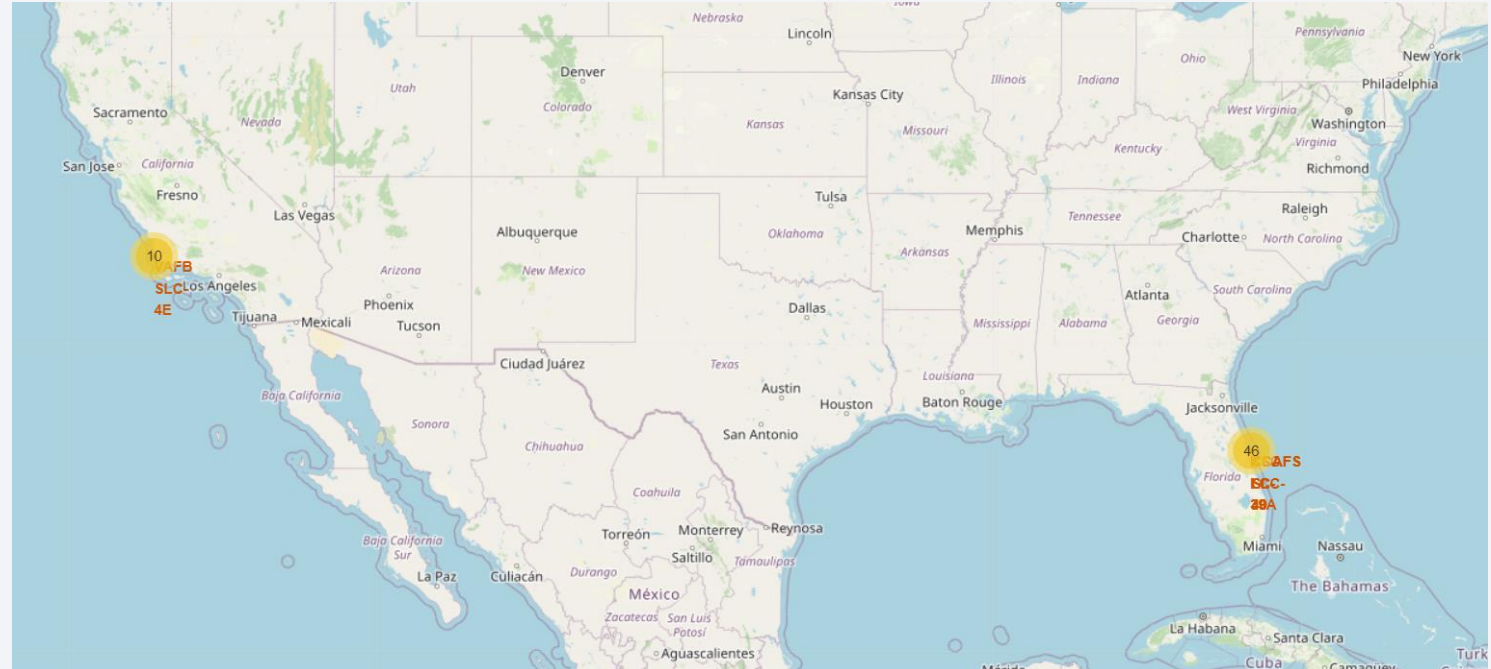 Nebraska
Lincoln
Pennsylvania
New York
Ohio
Denver
Illinois
Indiana
Philadelphia
Utah
Kansas City
Colorado
Sacramento
Nevada
West Virginia
Kansas
Washington
Missouri
Virginia
Kentucky
San Jose
California
Richmond
Fresno
Tulsa
Las Vegas
Raleigh
Tennessee
Albuquerque
Oklahoma
Memphis
Charlotte
North Carolina
Arkansas
10
VAFB
SLC-
4E
Arizona
New Mexico
Los Angeles
South Carolina
Atlanta
Phoenix
Dallas
Tijuana
Mexicali
Tucson
Mississippi
Alabama
Georgia
Ciudad Juárez
Texas
Louisiana
Austin
Baja California
Houston
Baton Rouge
Jacksonville
Sonora
San Antonio
Chihuahua
46
Florida
Coahuila
Torreón
Monterrey
Reynosa
Miami
Nassau
Baja California
Sur
Saltillo
Tamaulipas
La Paz
Culiacán
Durango
México
The Bahamas
Zacatecas
San Luis
Potosí
La Habana
Santa Clara
Aguascalientes
Cuba